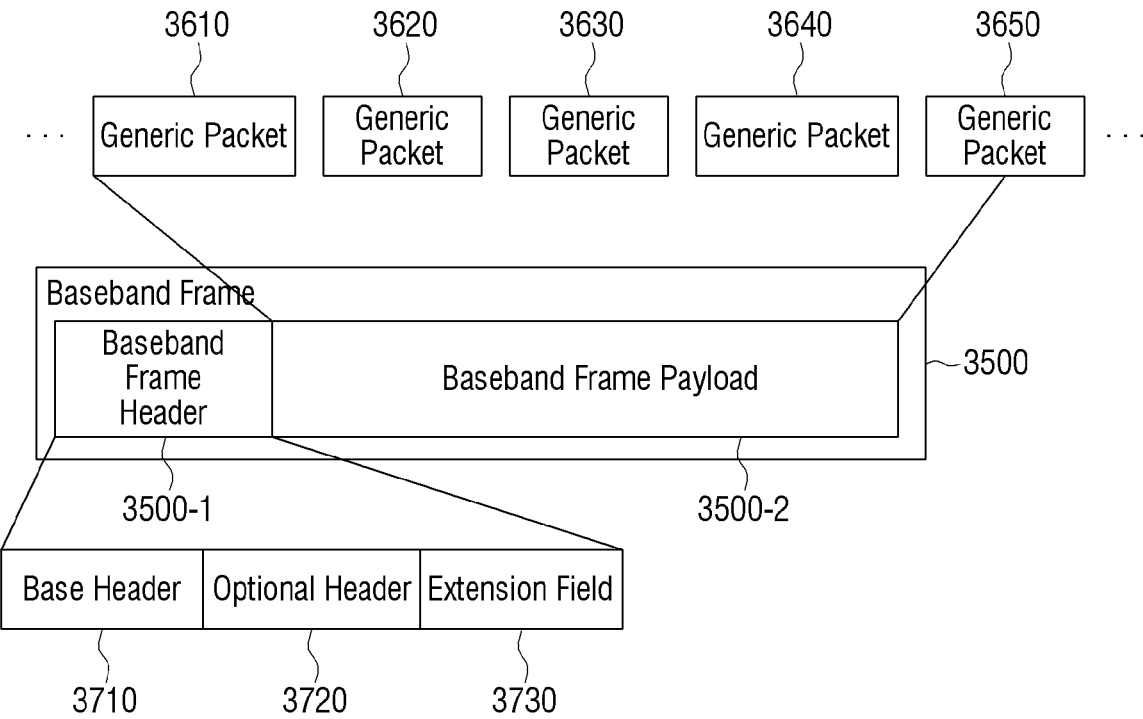 3610 3620 3630 3640 3650
... Generic Packet Generic Packet Generic Packet Generic Packet Generic Packet ...
Baseband Frame
Baseband
Frame
Header
Baseband Frame Payload
3500
3500-1 3500-2
Base Header Optional Header Extension Field
3710 3720 3730